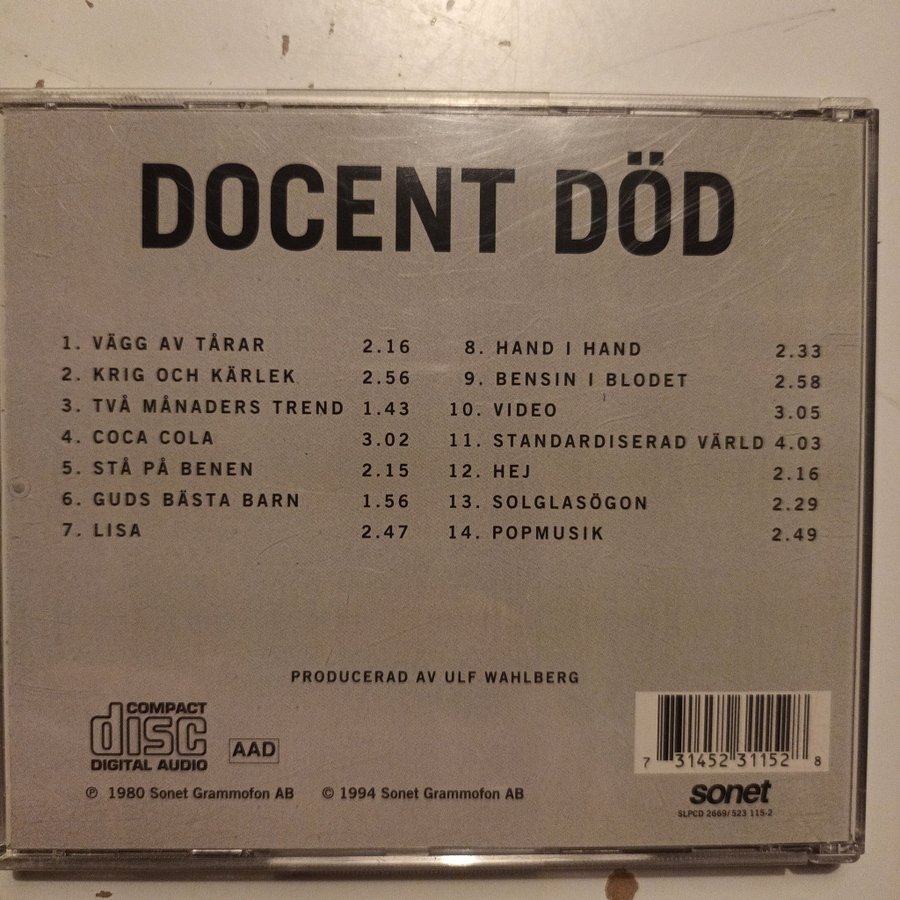 DOCENT DÖD
1. VÄGG AV TÅRAR 2.16
2. KRIG OCH KÄRLEK 2.56
3. TVÅ MÅNADERS TREND 1.43
4. COCA COLA 3.02
5. STÅ PÅ BENEN 2.15
6. GUDS BÄSTA BARN 1.56
7. LISA 2.47
8. HAND I HAND 2.33
9. BENSIN I BLODET 2.58
10. VIDEO 3.05
11. STANDARDISERAD VÄRLD 4.03
12. HEJ 2.16
13. SOLGLASÖGON 2.29
14. POPMUSIK 2.49
PRODUCERAD AV ULF WAHLBERG
COMPACT
disc
DIGITAL AUDIO
AAD
℗ 1980 Sonet Grammofon AB © 1994 Sonet Grammofon AB
7 31452 31152 8
sonet
SLPCD 2669/523 115-2